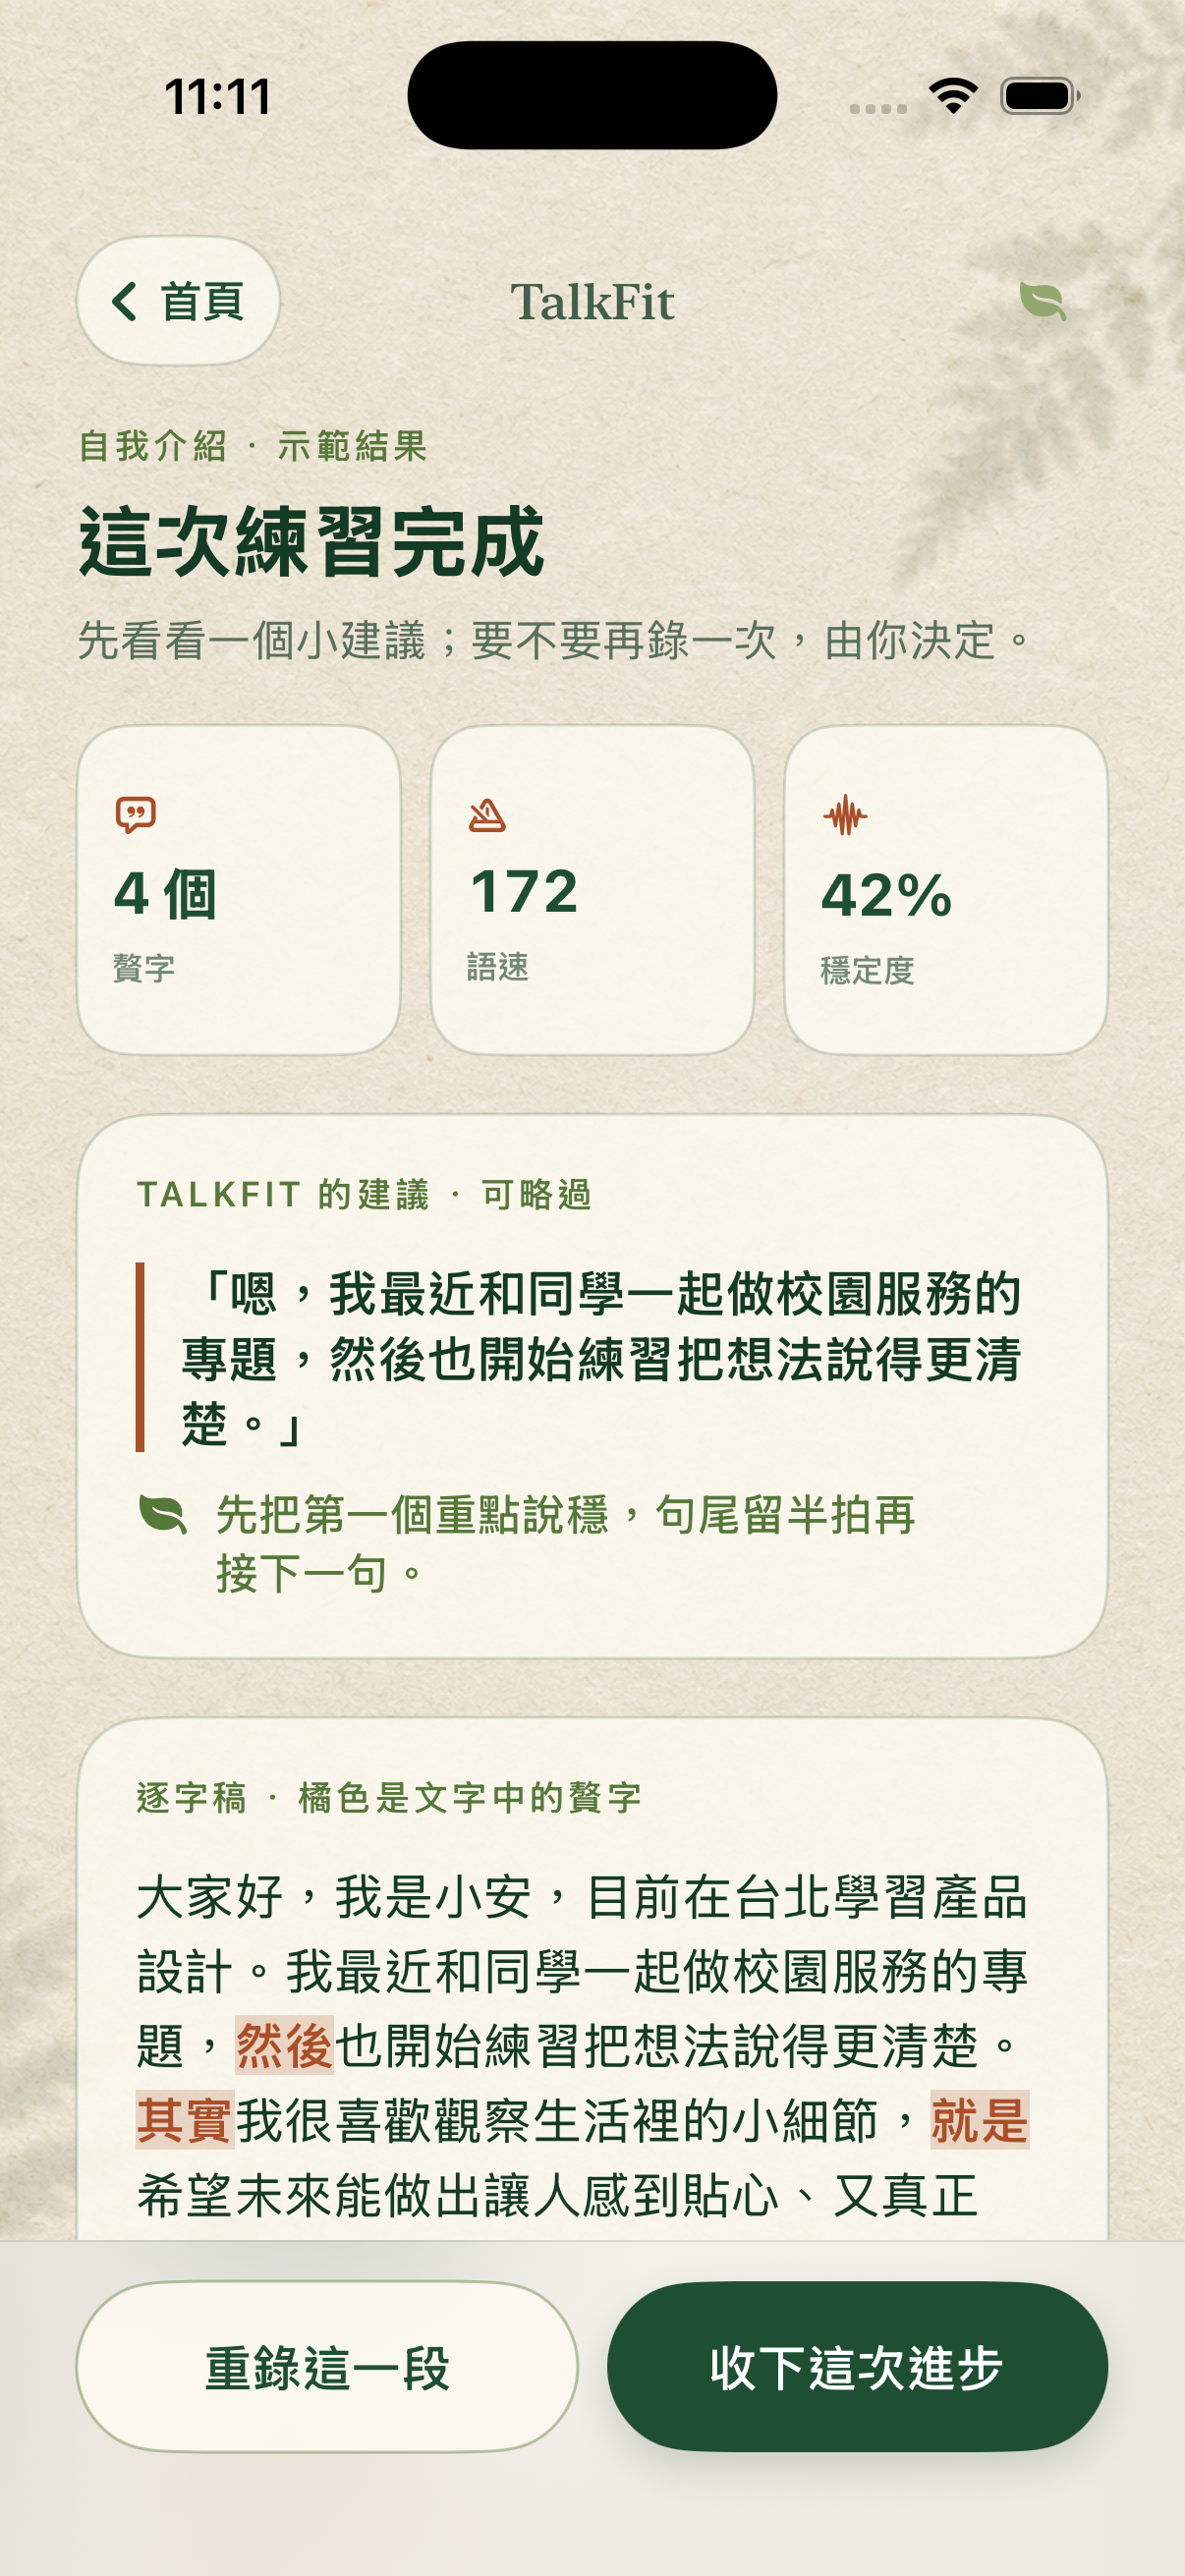 11:11
首頁
TalkFit
自我介紹 · 示範結果
這次練習完成
先看看一個小建議；要不要再錄一次，由你決定。
4 個
贅字
172
語速
42%
穩定度
TALKFIT 的建議 · 可略過
「嗯，我最近和同學一起做校園服務的
專題，然後也開始練習把想法說得更清
楚。」
先把第一個重點說穩，句尾留半拍再
接下一句。
逐字稿 · 橘色是文字中的贅字
大家好，我是小安，目前在台北學習產品
設計。我最近和同學一起做校園服務的專
題，然後也開始練習把想法說得更清楚。
其實我很喜歡觀察生活裡的小細節，就是
希望未來能做出讓人感到貼心、又真正
重錄這一段
收下這次進步